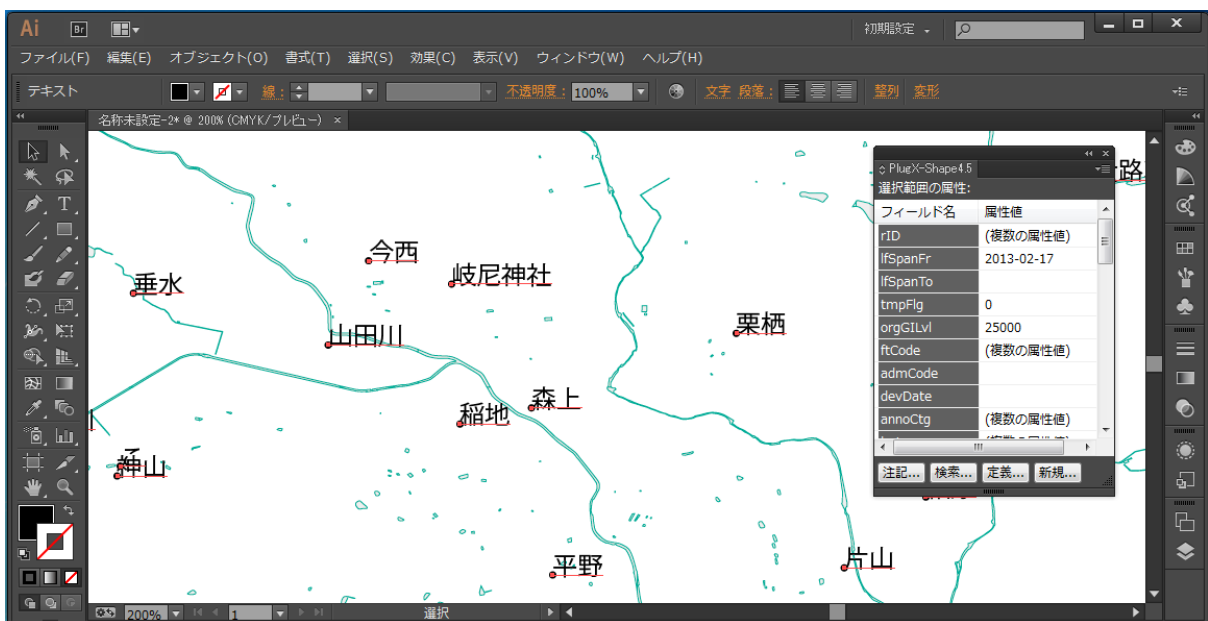 Ai Br 初期設定
ファイル(F) 編集(E) オブジェクト(O) 書式(T) 選択(S) 効果(C) 表示(V) ウィンドウ(W) ヘルプ(H)
テキスト 線: 不透明度: 100% 文字 段落: 整列 変形
名称未設定-2* @ 200% (CMYK/プレビュー) ×
PlugX-Shape4.5
選択範囲の属性:
フィールド名 属性値
rID (複数の属性値)
lfSpanFr 2013-02-17
lfSpanTo
tmpFlg 0
orgGILvl 25000
ftCode (複数の属性値)
admCode
devDate
annoCtg (複数の属性値)
注記... 検索... 定義... 新規...
路
今西
岐尼神社
垂水
栗栖
山田川
森上
稲地
神山
平野
片山
200% 1 選択